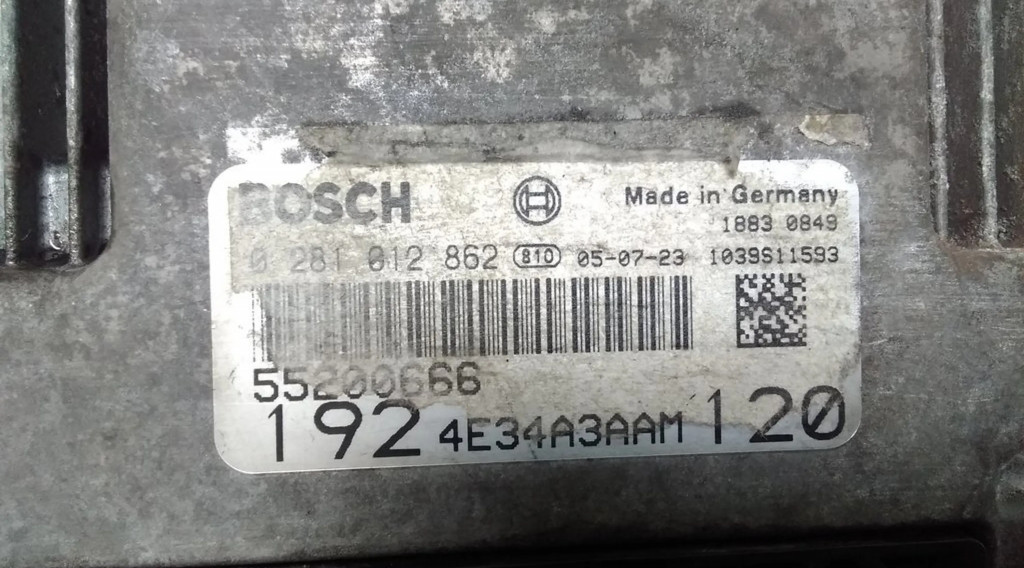 BOSCH Made in Germany
1883 0849
0 281 012 862 810 05-07-23 1039S11593
55200666
192 4E34A3AAM 120